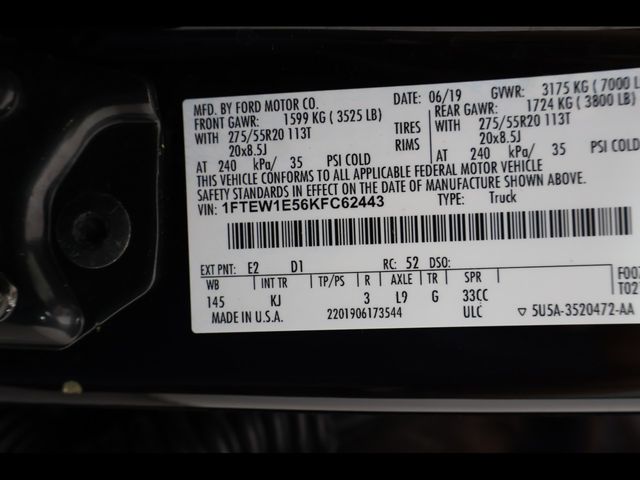 MFD. BY FORD MOTOR CO. DATE: 06/19 GVWR: 3175 KG ( 7000 L
FRONT GAWR: 1599 KG ( 3525 LB) REAR GAWR: 1724 KG ( 3800 LB)
WITH 275/55R20 113T TIRES WITH 275/55R20 113T
20x8.5J RIMS 20x8.5J
AT 240 kPa/ 35 PSI COLD AT 240 kPa/ 35 PSI COLD
THIS VEHICLE CONFORMS TO ALL APPLICABLE FEDERAL MOTOR VEHICLE
SAFETY STANDARDS IN EFFECT ON THE DATE OF MANUFACTURE SHOWN ABOVE.
VIN: 1FTEW1E56KFC62443 TYPE: Truck
EXT PNT: E2 D1 RC: 52 DSO:
WB INT TR TP/PS R AXLE TR SPR
145 KJ 3 L9 G 33CC
MADE IN U.S.A. 2201906173544 ULC ▽ 5U5A-3520472-AA